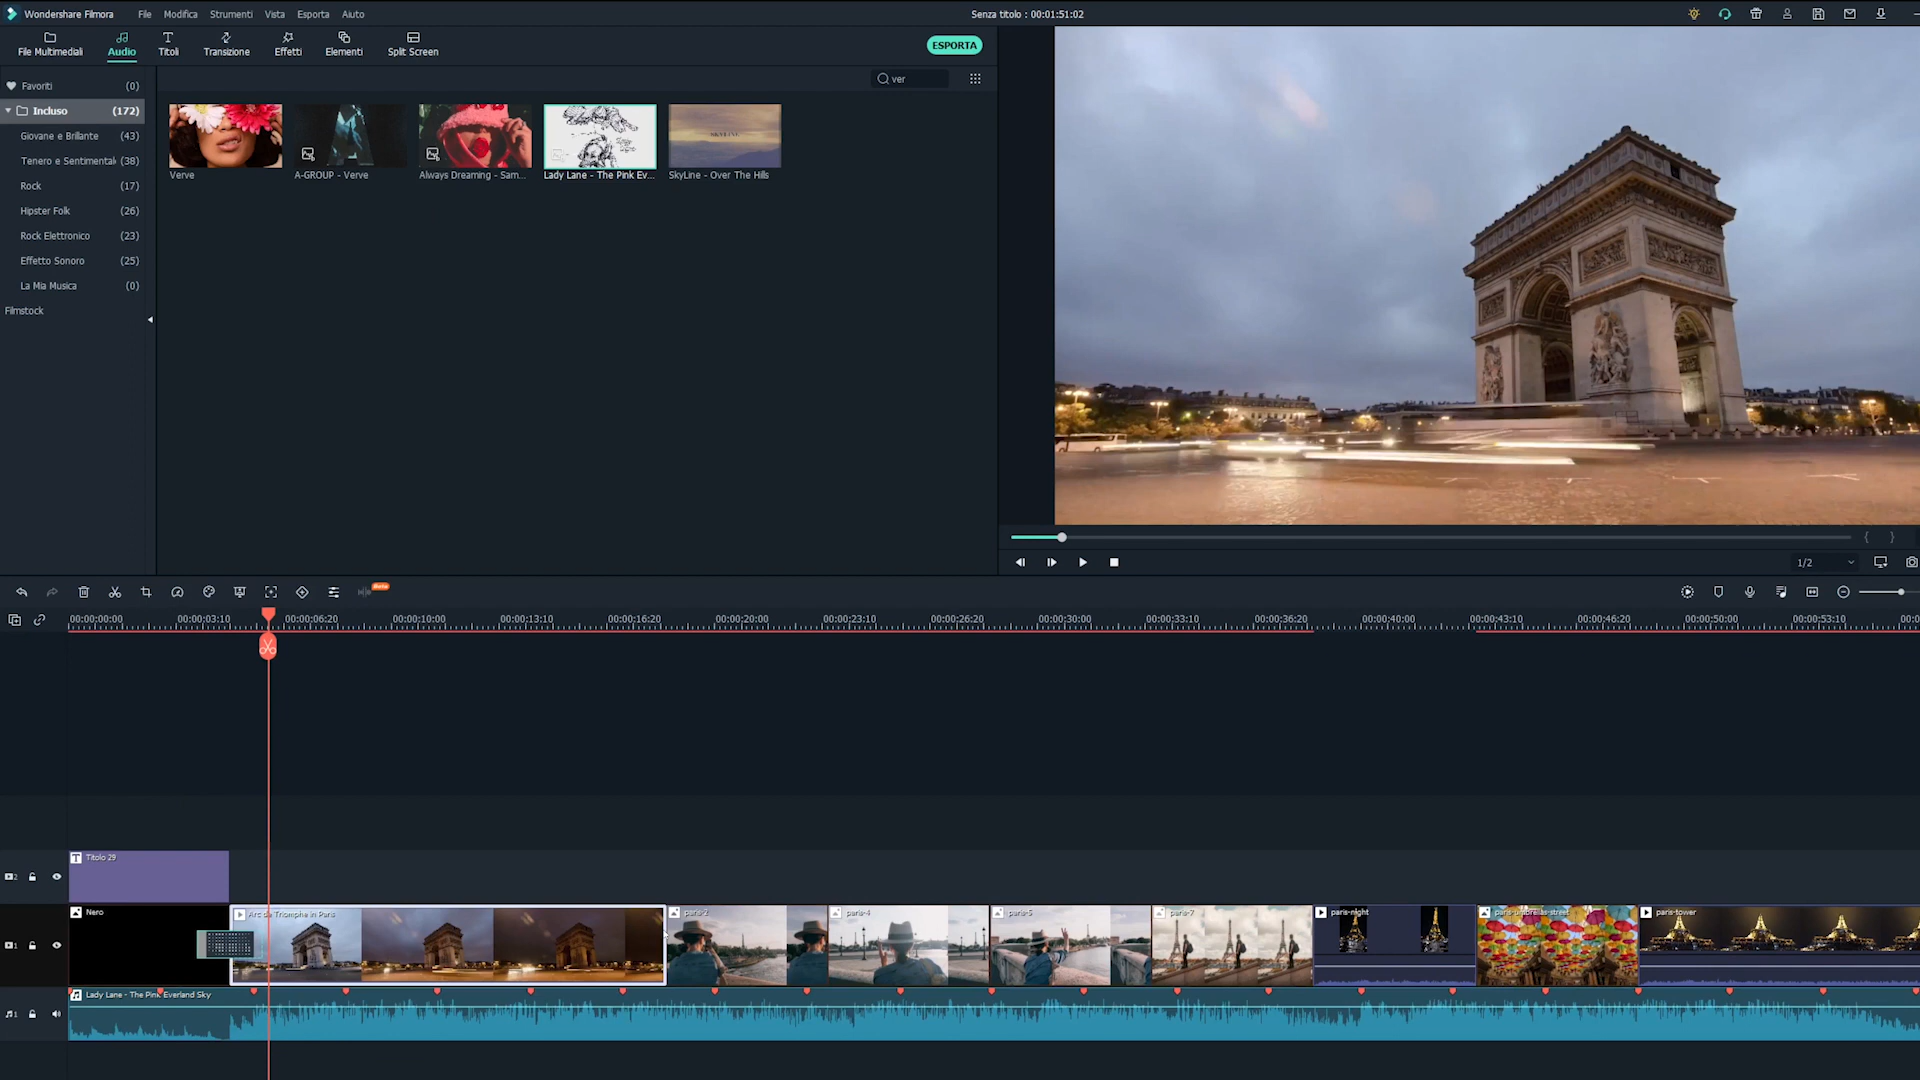 Wondershare Filmora File Modifica Strumenti Vista Esporta Aiuto Senza titolo : 00:01:51:02
File Multimediali Audio Titoli Transizione Effetti Elementi Split Screen ESPORTA
ver
Favoriti (0)
Incluso (172)
Giovane e Brillante (43)
Tenero e Sentimental (38)
Rock (17)
Hipster Folk (26)
Rock Elettronico (23)
Effetto Sonoro (25)
La Mia Musica (0)
Filmstock
SKYLINE
Verve
A-GROUP - Verve
Always Dreaming - Sam...
Lady Lane - The Pink Ev...
SkyLine - Over The Hills
1/2
Beta
00:00:00:00 00:00:03:10 00:00:06:20 00:00:10:00 00:00:13:10 00:00:16:20 00:00:20:00 00:00:23:10 00:00:26:20 00:00:30:00 00:00:33:10 00:00:36:20 00:00:40:00 00:00:43:10 00:00:46:20 00:00:50:00 00:00:53:10 00:0
2 Titolo 29
1 Nero Arc de Triomphe in Paris paris-2 paris-4 paris-5 paris-7 paris-night paris-umbrellas-street paris-tower
1 Lady Lane - The Pink Everland Sky